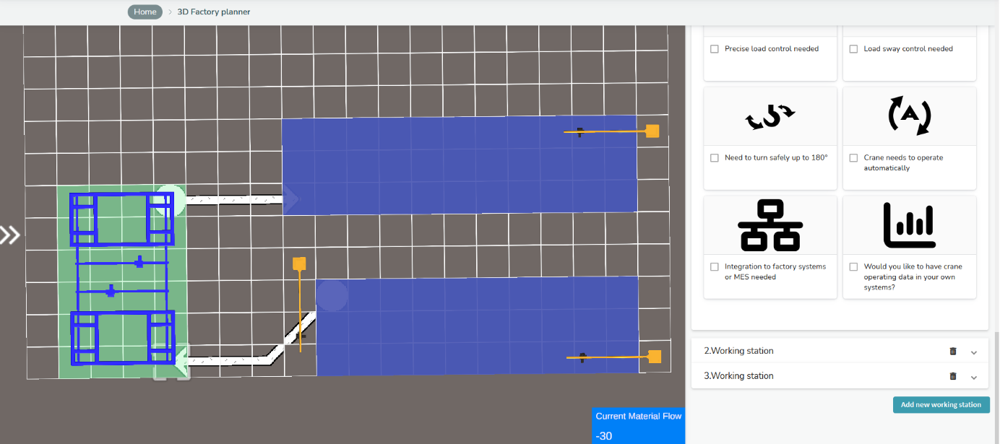 Home
3D Factory planner
Precise load control needed
Load sway control needed
Need to turn safely up to 180°
Crane needs to operate
automatically
Integration to factory systems
or MES needed
Would you like to have crane
operating data in your own
systems?
2.Working station
3.Working station
Add new working station
Current Material Flow
-30